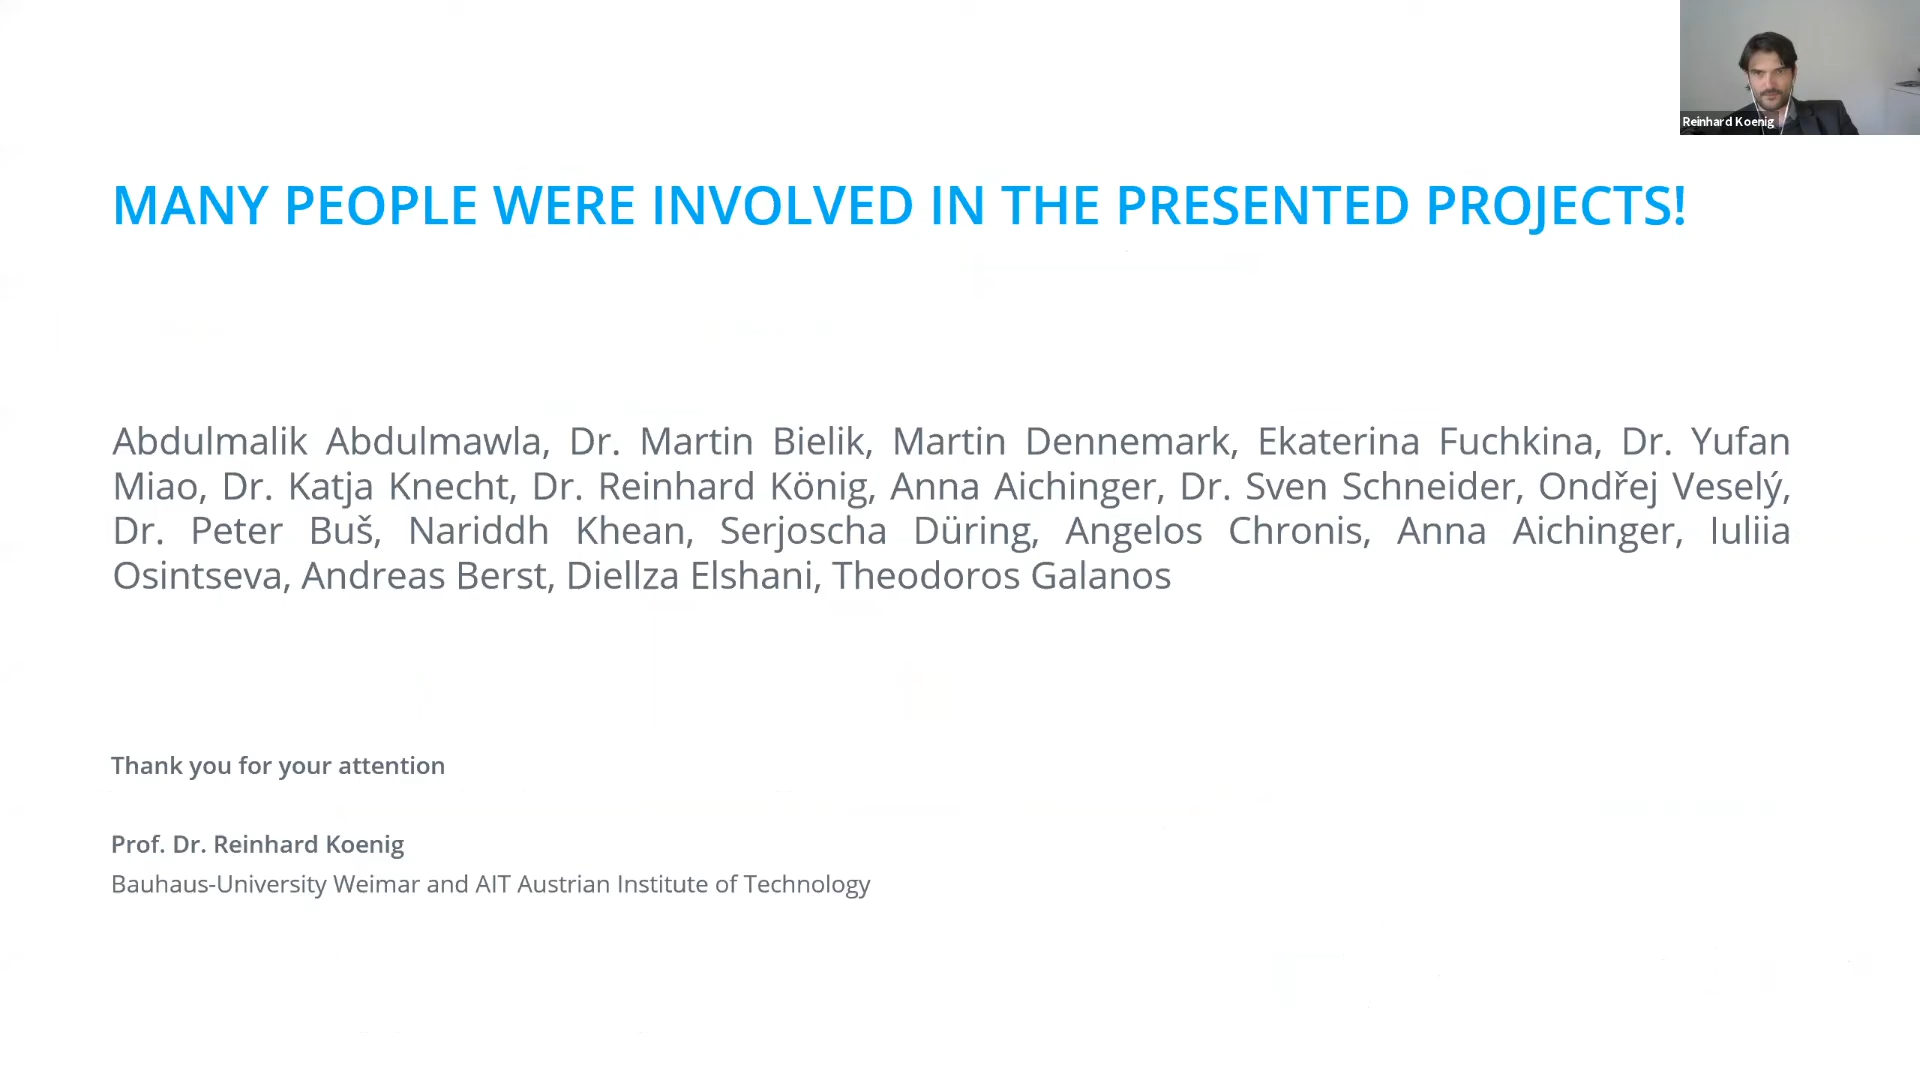 Reinhard Koenig
MANY PEOPLE WERE INVOLVED IN THE PRESENTED PROJECTS!
Abdulmalik Abdulmawla, Dr. Martin Bielik, Martin Dennemark, Ekaterina Fuchkina, Dr. Yufan
Miao, Dr. Katja Knecht, Dr. Reinhard König, Anna Aichinger, Dr. Sven Schneider, Ondřej Veselý,
Dr. Peter Buš, Nariddh Khean, Serjoscha Düring, Angelos Chronis, Anna Aichinger, Iuliia
Osintseva, Andreas Berst, Diellza Elshani, Theodoros Galanos
Thank you for your attention
Prof. Dr. Reinhard Koenig
Bauhaus-University Weimar and AIT Austrian Institute of Technology